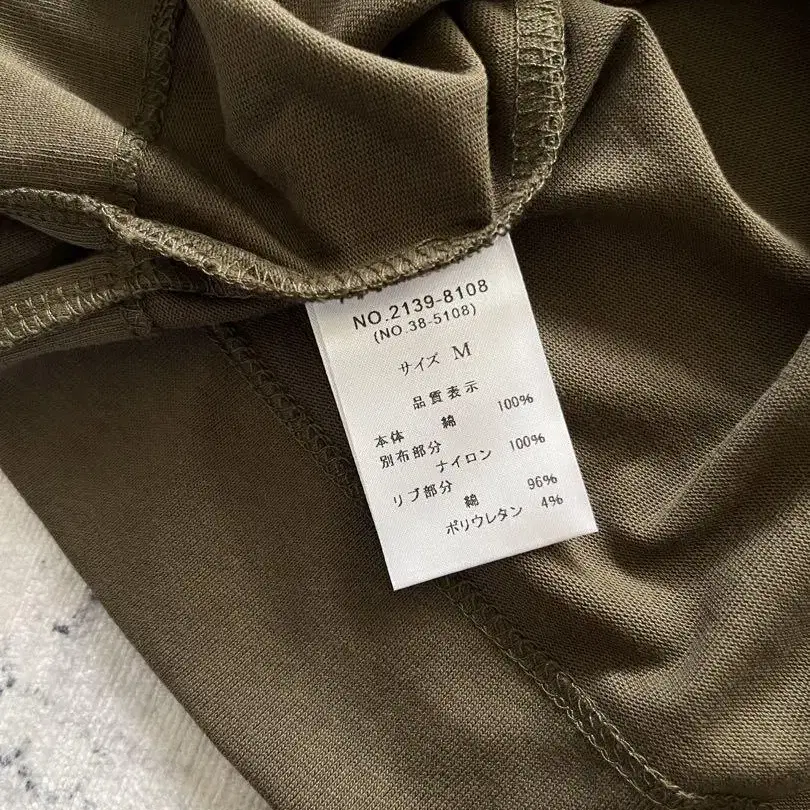 NO.2139-8108
(NO.38-5108)
サイズ M
品質表示
本体 綿 100%
別布部分
ナイロン 100%
リブ部分
綿 96%
ポリウレタン 4%